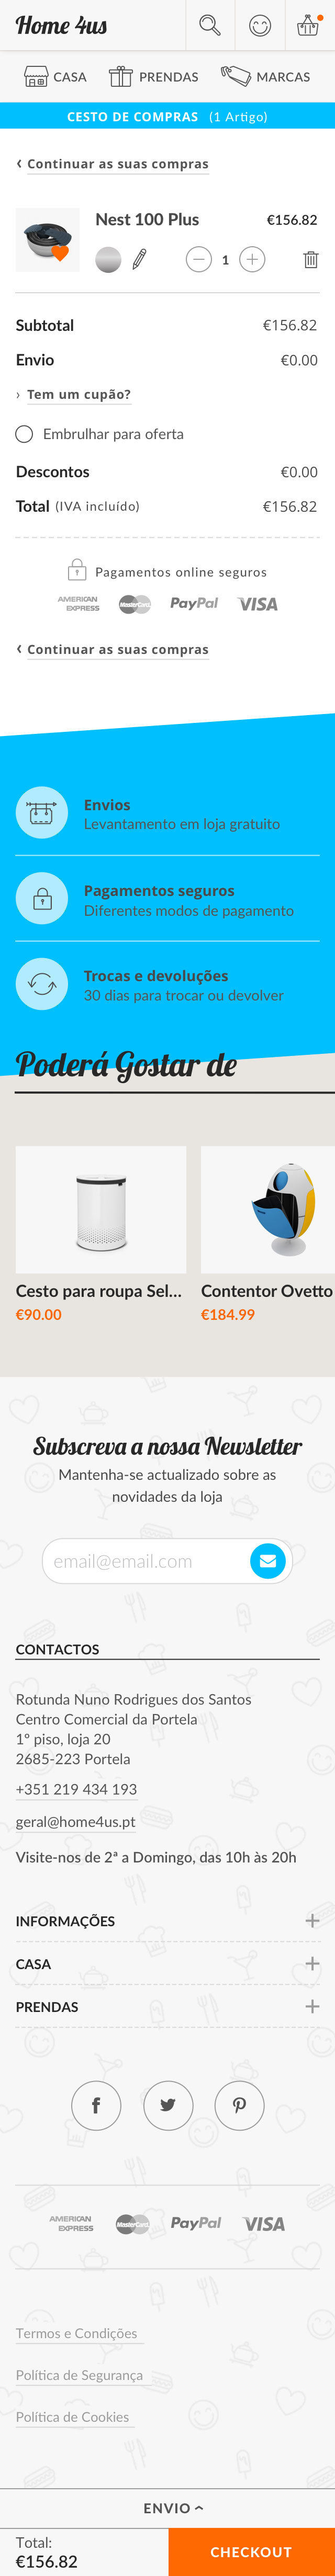 Home 4us
CASA
PRENDAS
MARCAS
CESTO DE COMPRAS (1 Artigo)
‹ Continuar as suas compras
Nest 100 Plus €156.82
1
Subtotal €156.82
Envio €0.00
› Tem um cupão?
Embrulhar para oferta
Descontos €0.00
Total (IVA incluído) €156.82
Pagamentos online seguros
AMERICAN EXPRESS MasterCard PayPal VISA
‹ Continuar as suas compras
Envios
Levantamento em loja gratuito
Pagamentos seguros
Diferentes modos de pagamento
Trocas e devoluções
30 dias para trocar ou devolver
Poderá Gostar de
Cesto para roupa Sel...
€90.00
Contentor Ovetto
€184.99
Subscreva a nossa Newsletter
Mantenha-se actualizado sobre as
novidades da loja
email@email.com
CONTACTOS
Rotunda Nuno Rodrigues dos Santos
Centro Comercial da Portela
1º piso, loja 20
2685-223 Portela
+351 219 434 193
geral@home4us.pt
Visite-nos de 2ª a Domingo, das 10h às 20h
INFORMAÇÕES +
CASA +
PRENDAS +
AMERICAN EXPRESS MasterCard PayPal VISA
Termos e Condições
Política de Segurança
Política de Cookies
ENVIO
Total:
€156.82
CHECKOUT